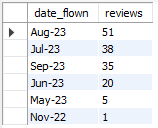 date_flown reviews
Aug-23 51
Jul-23 38
Sep-23 35
Jun-23 20
May-23 5
Nov-22 1